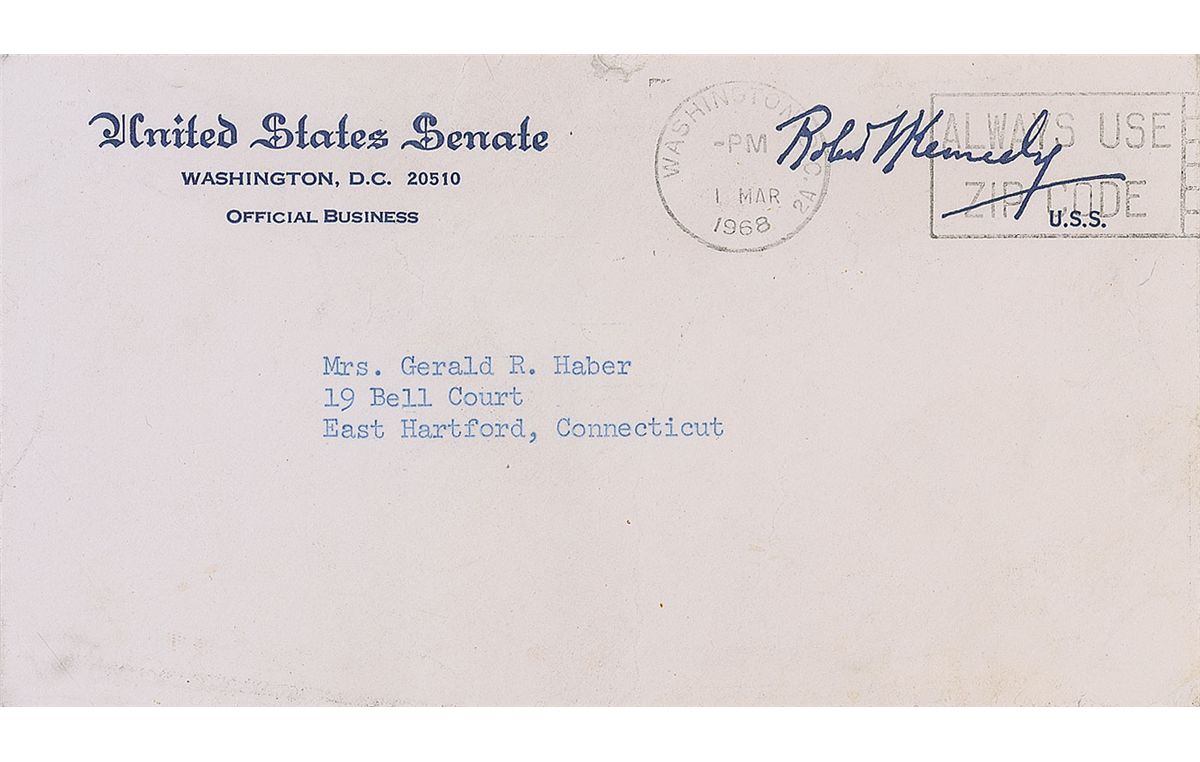 United States Senate
WASHINGTON, D.C. 20510
OFFICIAL BUSINESS
WASHINGTON, D.C.
-PM
1 MAR
1968
2A
Robert F Kennedy
ALWAYS USE
ZIP CODE
U.S.S.
Mrs. Gerald R. Haber
19 Bell Court
East Hartford, Connecticut